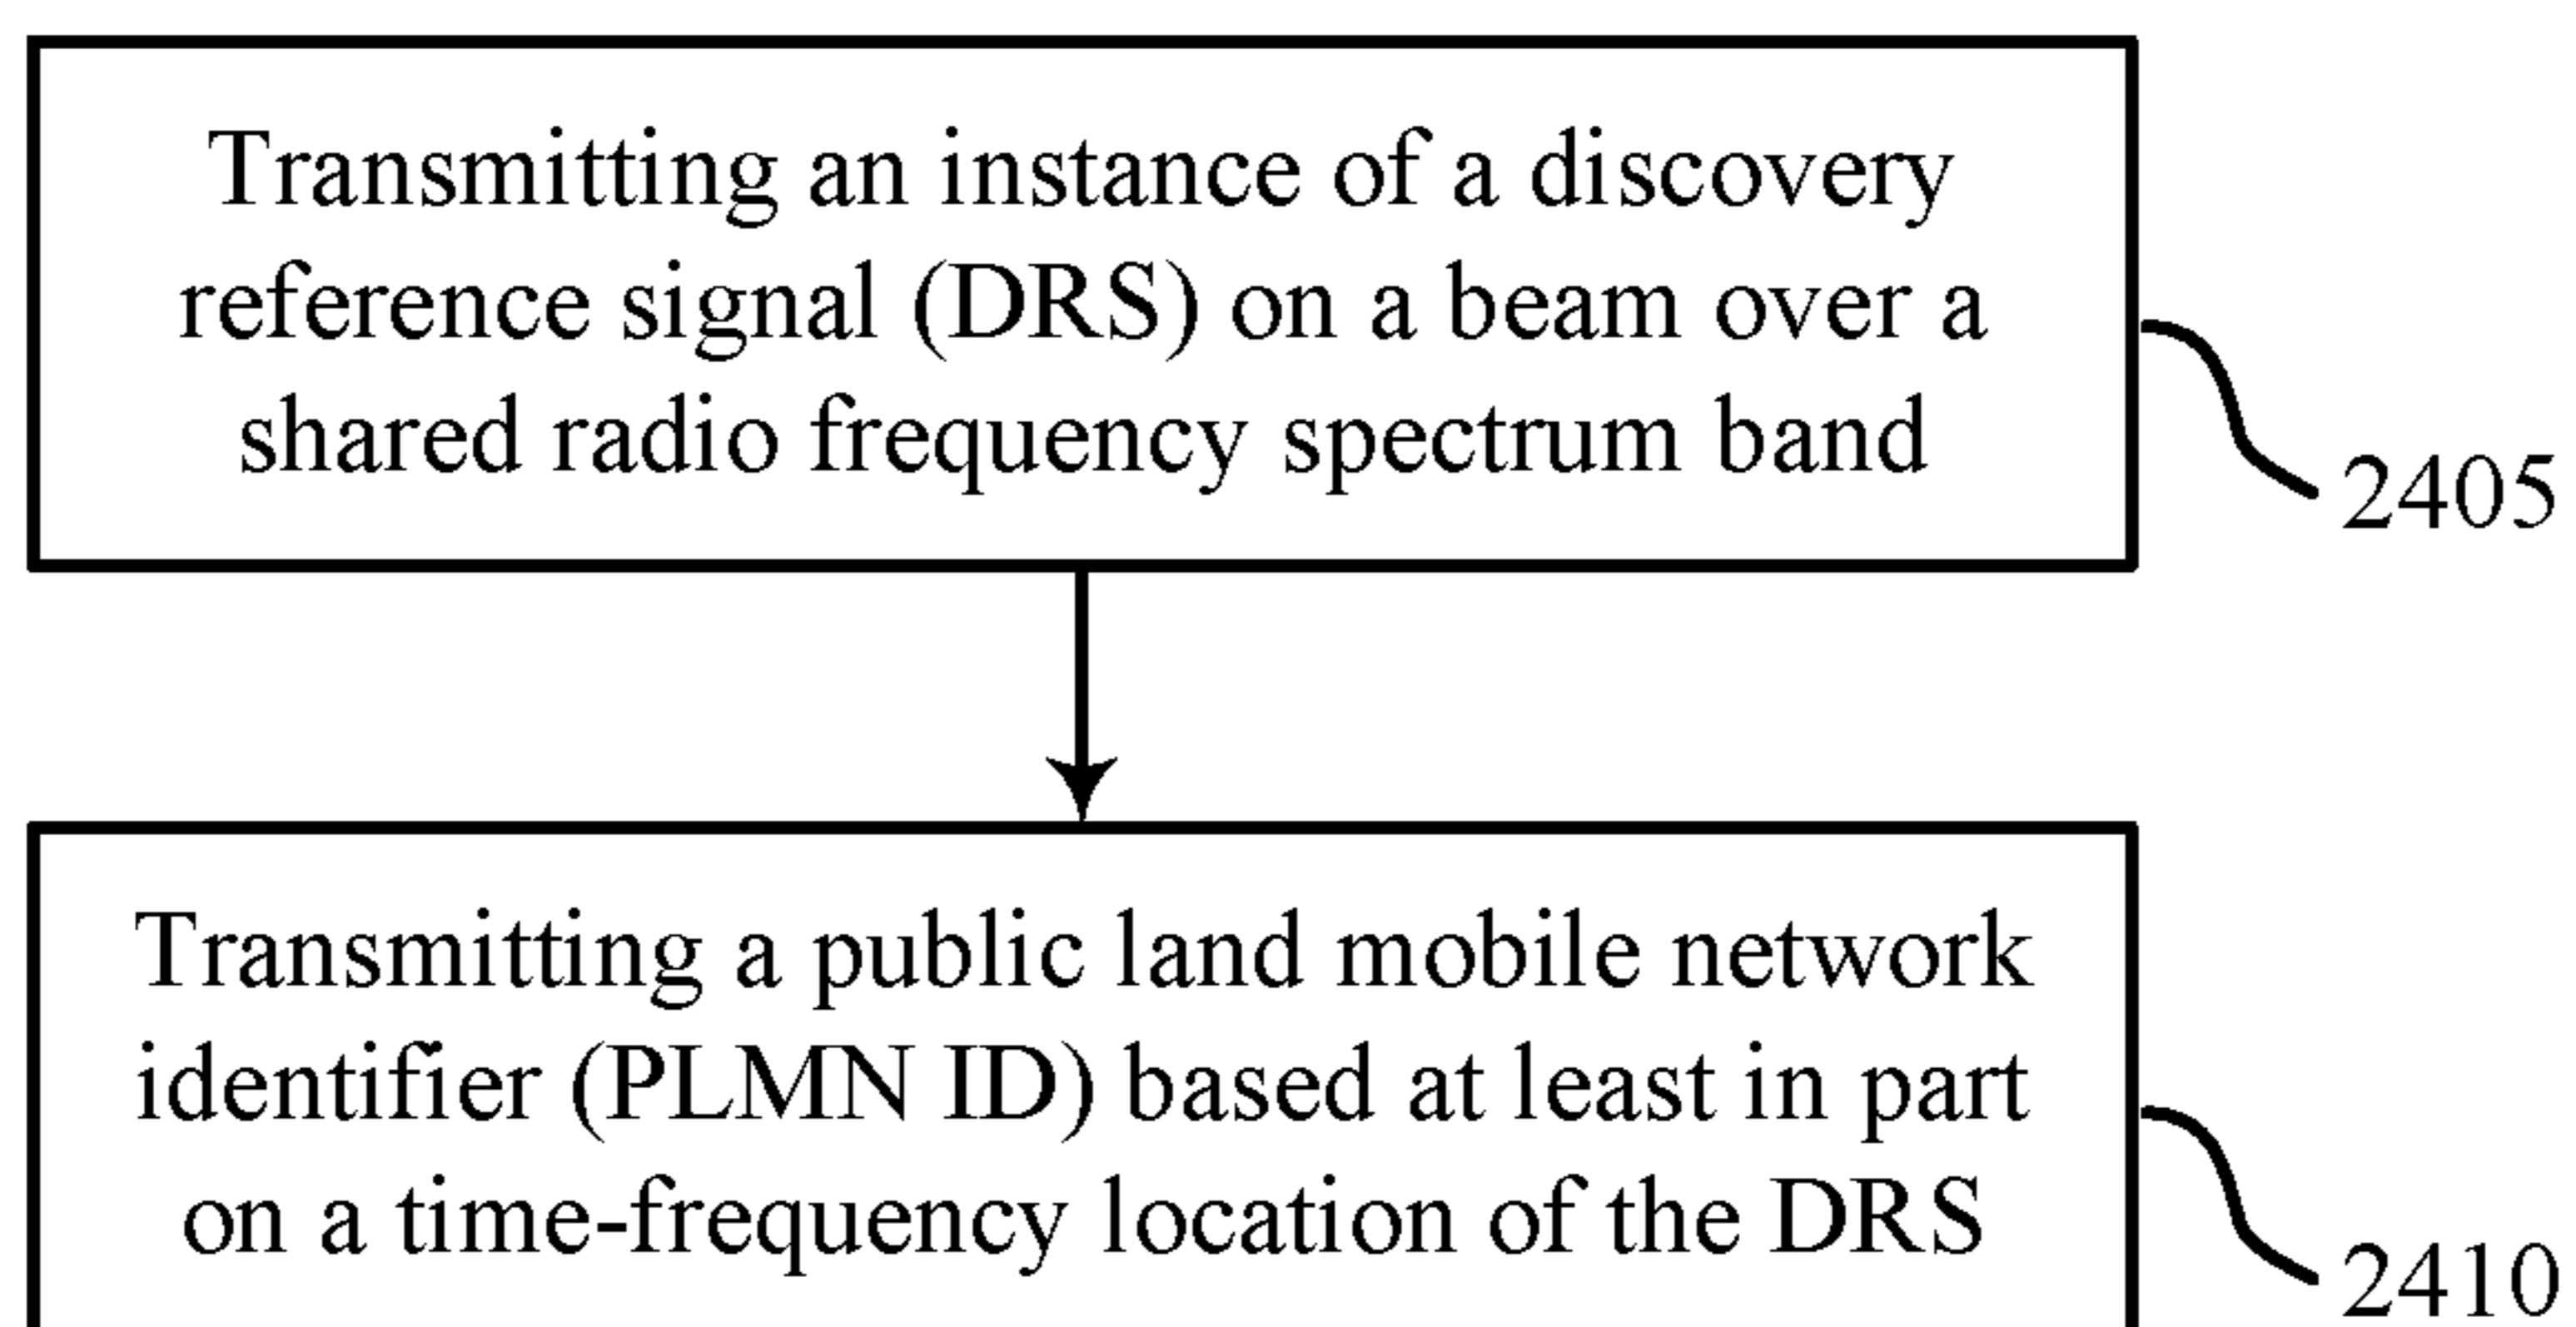 Transmitting an instance of a discovery
reference signal (DRS) on a beam over a
shared radio frequency spectrum band
2405
Transmitting a public land mobile network
identifier (PLMN ID) based at least in part
on a time-frequency location of the DRS
2410